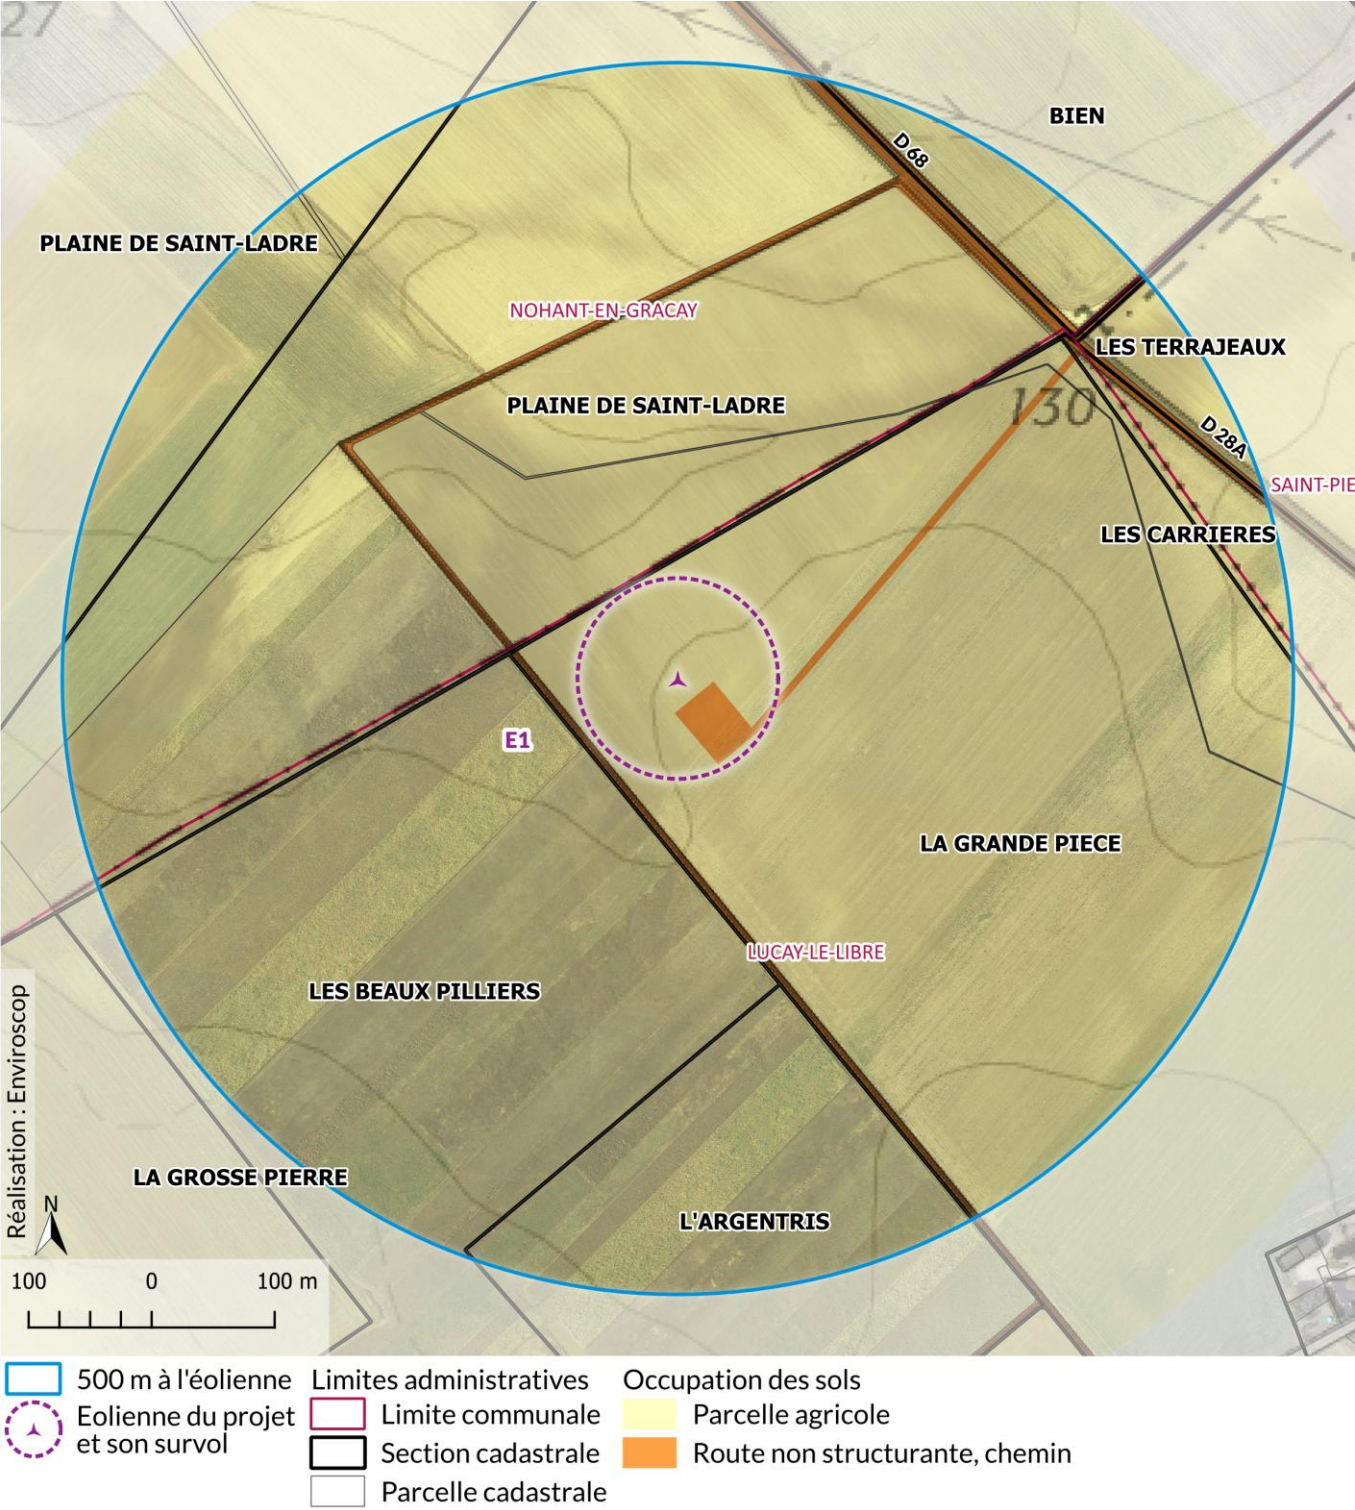 27
BIEN
D 68
PLAINE DE SAINT-LADRE
NOHANT-EN-GRACAY
LES TERRAJEAUX
PLAINE DE SAINT-LADRE
130
D 28A
SAINT-PIE
LES CARRIERES
E1
LA GRANDE PIECE
LUCAY-LE-LIBRE
LES BEAUX PILLIERS
LA GROSSE PIERRE
L'ARGENTRIS
Réalisation : Enviroscop
N
100 0 100 m
500 m à l'éolienne
Eolienne du projet
et son survol
Limites administratives
Limite communale
Section cadastrale
Parcelle cadastrale
Occupation des sols
Parcelle agricole
Route non structurante, chemin